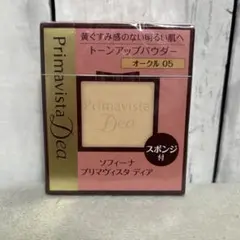 Primavista
Dea
黄ぐすみ感のない明るい肌へ
トーンアップパウダー
オークル 05
Primavista
Dea
スポンジ
付
ソフィーナ
プリマヴィスタ ディア